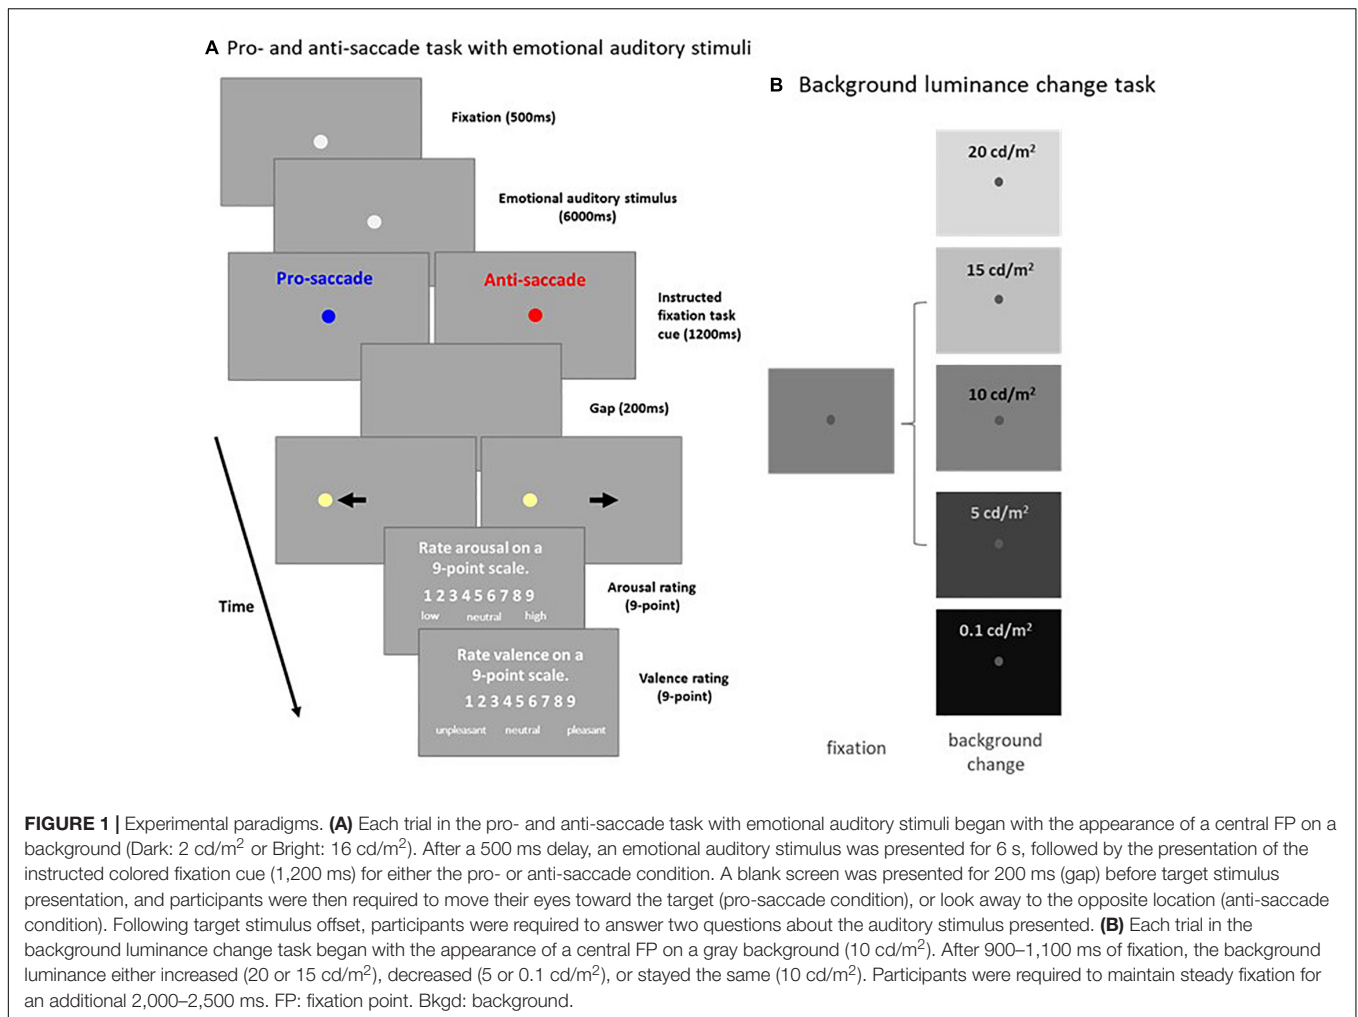 A Pro- and anti-saccade task with emotional auditory stimuli
Fixation (500ms)
Emotional auditory stimulus
(6000ms)
Pro-saccade
Anti-saccade
Instructed
fixation task
cue (1200ms)
Gap (200ms)
Time
Rate arousal on a
9-point scale.
1 2 3 4 5 6 7 8 9
low neutral high
Arousal rating
(9-point)
Rate valence on a
9-point scale.
1 2 3 4 5 6 7 8 9
unpleasant neutral pleasant
Valence rating
(9-point)
B Background luminance change task
20 cd/m²
15 cd/m²
10 cd/m²
5 cd/m²
0.1 cd/m²
fixation
background
change
FIGURE 1 | Experimental paradigms. (A) Each trial in the pro- and anti-saccade task with emotional auditory stimuli began with the appearance of a central FP on a
background (Dark: 2 cd/m² or Bright: 16 cd/m²). After a 500 ms delay, an emotional auditory stimulus was presented for 6 s, followed by the presentation of the
instructed colored fixation cue (1,200 ms) for either the pro- or anti-saccade condition. A blank screen was presented for 200 ms (gap) before target stimulus
presentation, and participants were then required to move their eyes toward the target (pro-saccade condition), or look away to the opposite location (anti-saccade
condition). Following target stimulus offset, participants were required to answer two questions about the auditory stimulus presented. (B) Each trial in the
background luminance change task began with the appearance of a central FP on a gray background (10 cd/m²). After 900–1,100 ms of fixation, the background
luminance either increased (20 or 15 cd/m²), decreased (5 or 0.1 cd/m²), or stayed the same (10 cd/m²). Participants were required to maintain steady fixation for
an additional 2,000–2,500 ms. FP: fixation point. Bkgd: background.